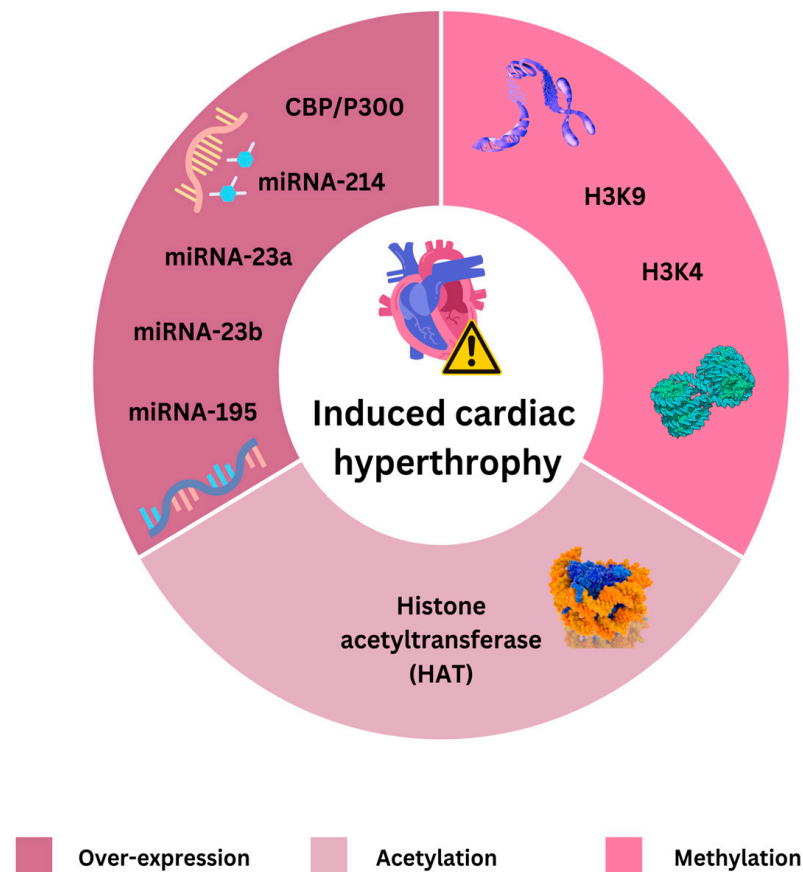 CBP/P300
miRNA-214
miRNA-23a
miRNA-23b
miRNA-195
H3K9
H3K4
Induced cardiac
hyperthrophy
Histone
acetyltransferase
(HAT)
Over-expression
Acetylation
Methylation